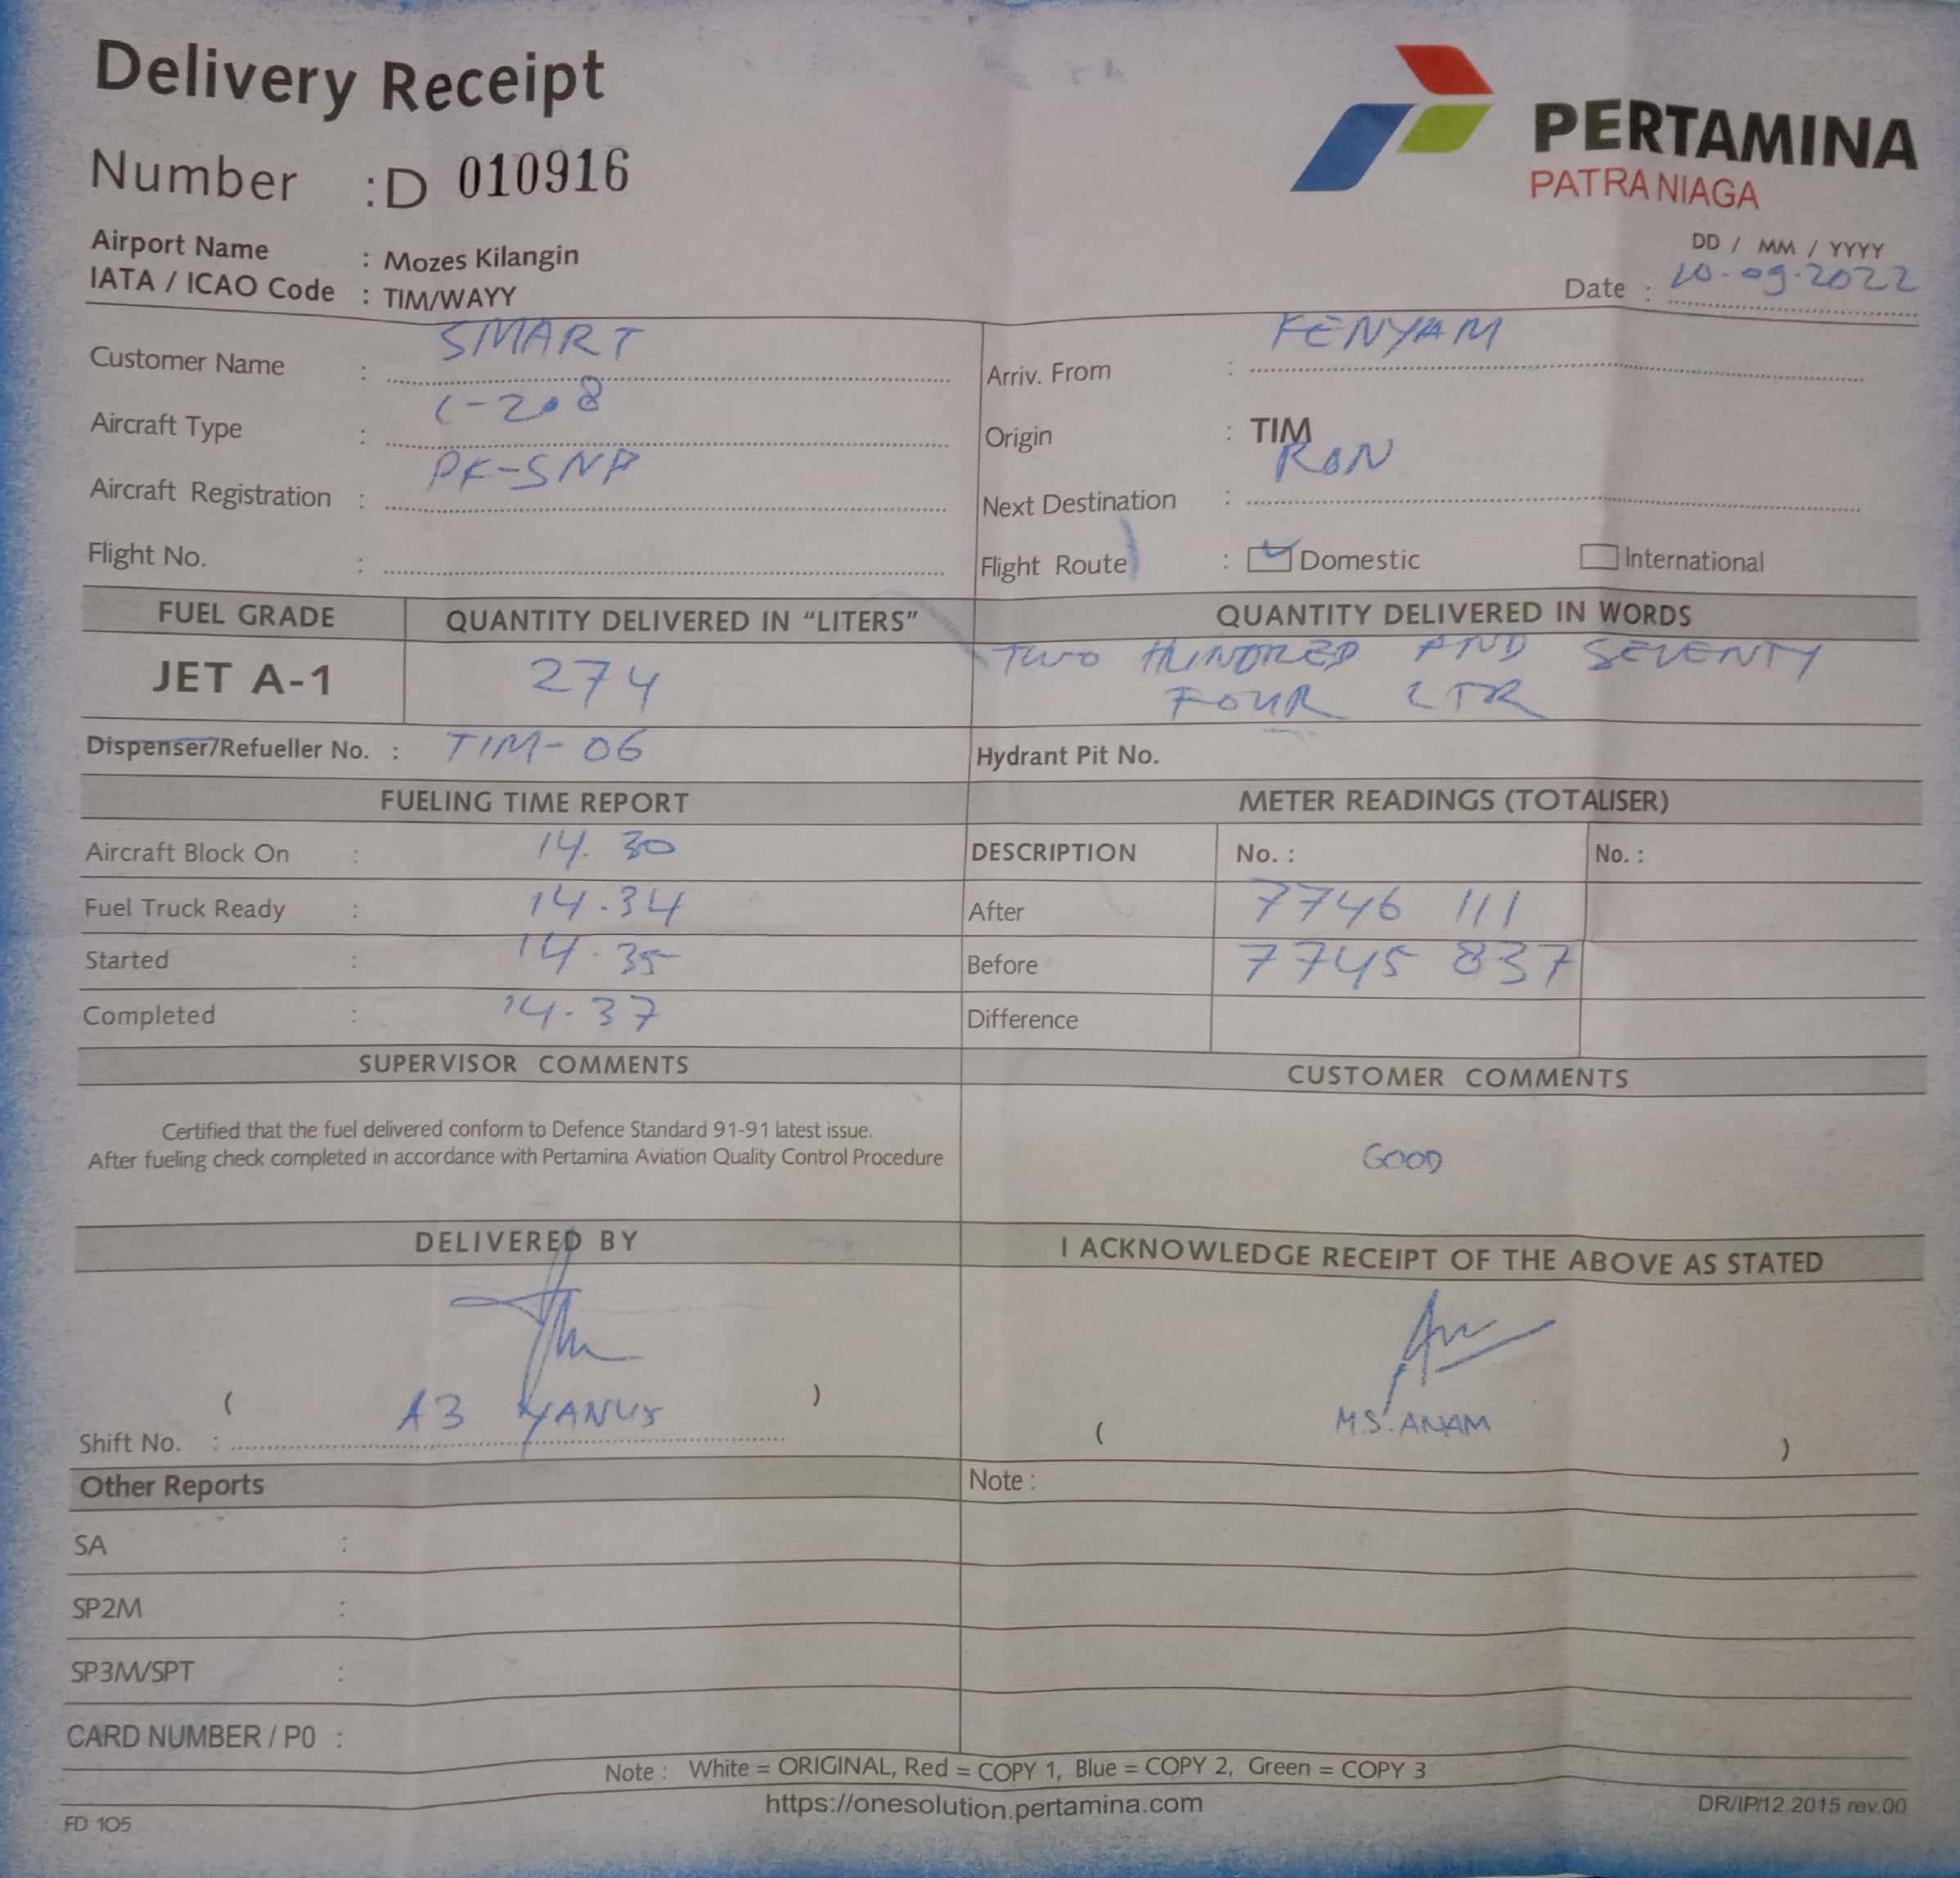 Delivery Receipt
Number : D 010916
PERTAMINA
PATRA NIAGA
Airport Name : Mozes Kilangin
IATA / ICAO Code : TIM/WAYY
DD / MM / YYYY
Date : 20-09-2022
Customer Name : SMART
Arriv. From : KENYAM
Aircraft Type : C-208
Origin : TIM
Aircraft Registration : PK-SNP
Next Destination : RON
Flight No. :
Flight Route : Domestic International
FUEL GRADE QUANTITY DELIVERED IN "LITERS" QUANTITY DELIVERED IN WORDS
JET A-1 274 TWO HUNDRED AND SEVENTY
FOUR LTR
Dispenser/Refueller No. : TIM-06 Hydrant Pit No.
FUELING TIME REPORT METER READINGS (TOTALISER)
Aircraft Block On : 14.30 DESCRIPTION No. : No. :
Fuel Truck Ready : 14.34 After 7746 111
Started : 14.35 Before 7745 837
Completed : 14.37 Difference
SUPERVISOR COMMENTS CUSTOMER COMMENTS
Certified that the fuel delivered conform to Defence Standard 91-91 latest issue.
After fueling check completed in accordance with Pertamina Aviation Quality Control Procedure
GOOD
DELIVERED BY I ACKNOWLEDGE RECEIPT OF THE ABOVE AS STATED
( A3 YANUS )
( M.S. ANAM )
Shift No. :
Other Reports Note :
SA :
SP2M :
SP3M/SPT :
CARD NUMBER / P0 :
Note : White = ORIGINAL, Red = COPY 1, Blue = COPY 2, Green = COPY 3
https://onesolution.pertamina.com
FD 105
DR/IP/12.2015 rev.00